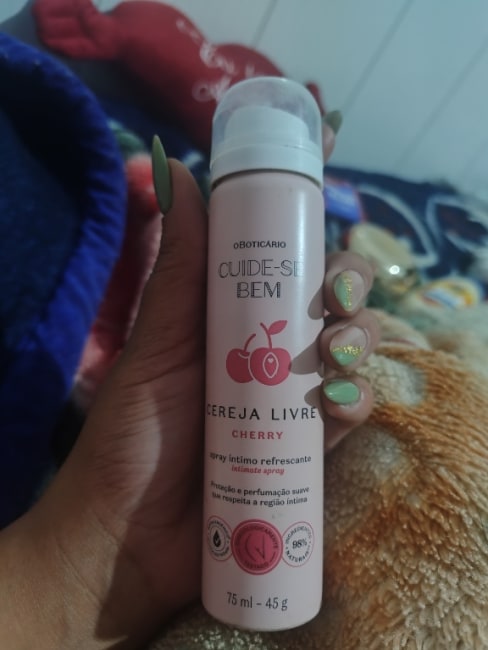 oBOTICÁRIO
CUIDE-SE
BEM
CEREJA LIVRE
CHERRY
spray íntimo refrescante
intimate spray
Proteção e perfumação suave
que respeita a região íntima
98%
75 ml - 45 g